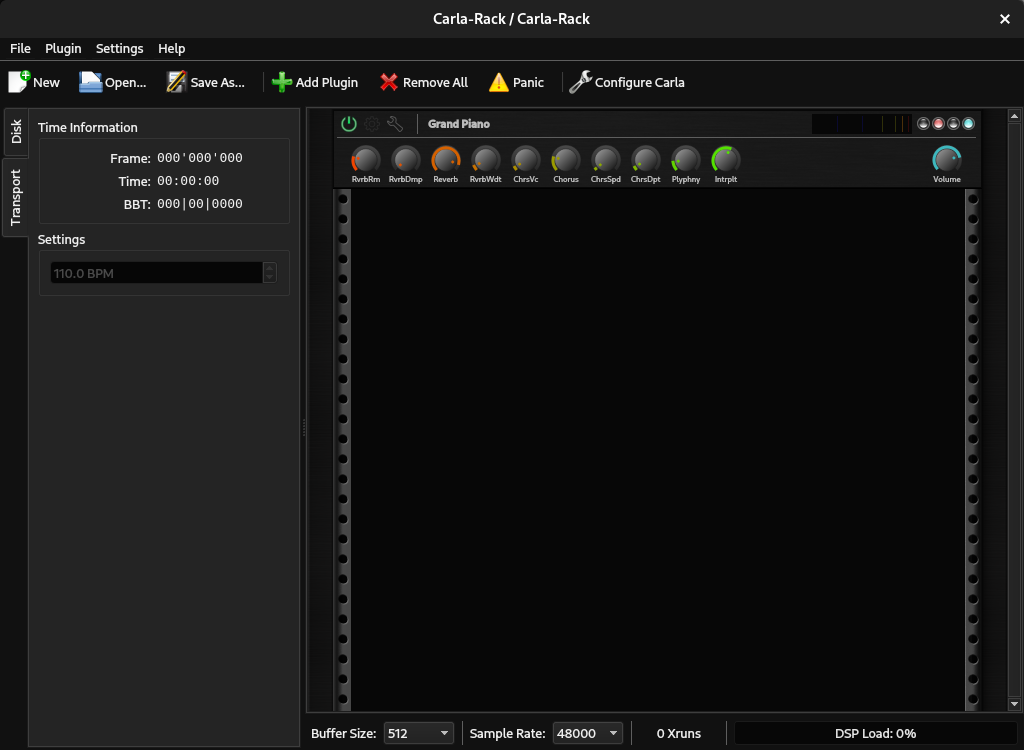 Carla-Rack / Carla-Rack
File Plugin Settings Help
New Open... Save As... Add Plugin Remove All Panic Configure Carla
Disk
Transport
Time Information
Frame: 000'000'000
Time: 00:00:00
BBT: 000|00|0000
Settings
110.0 BPM
Grand Piano
RvrbRm RvrbDmp Reverb RvrbWdt ChrsVc Chorus ChrsSpd ChrsDpt Plyphny Intrplt Volume
Buffer Size: 512 Sample Rate: 48000 0 Xruns DSP Load: 0%